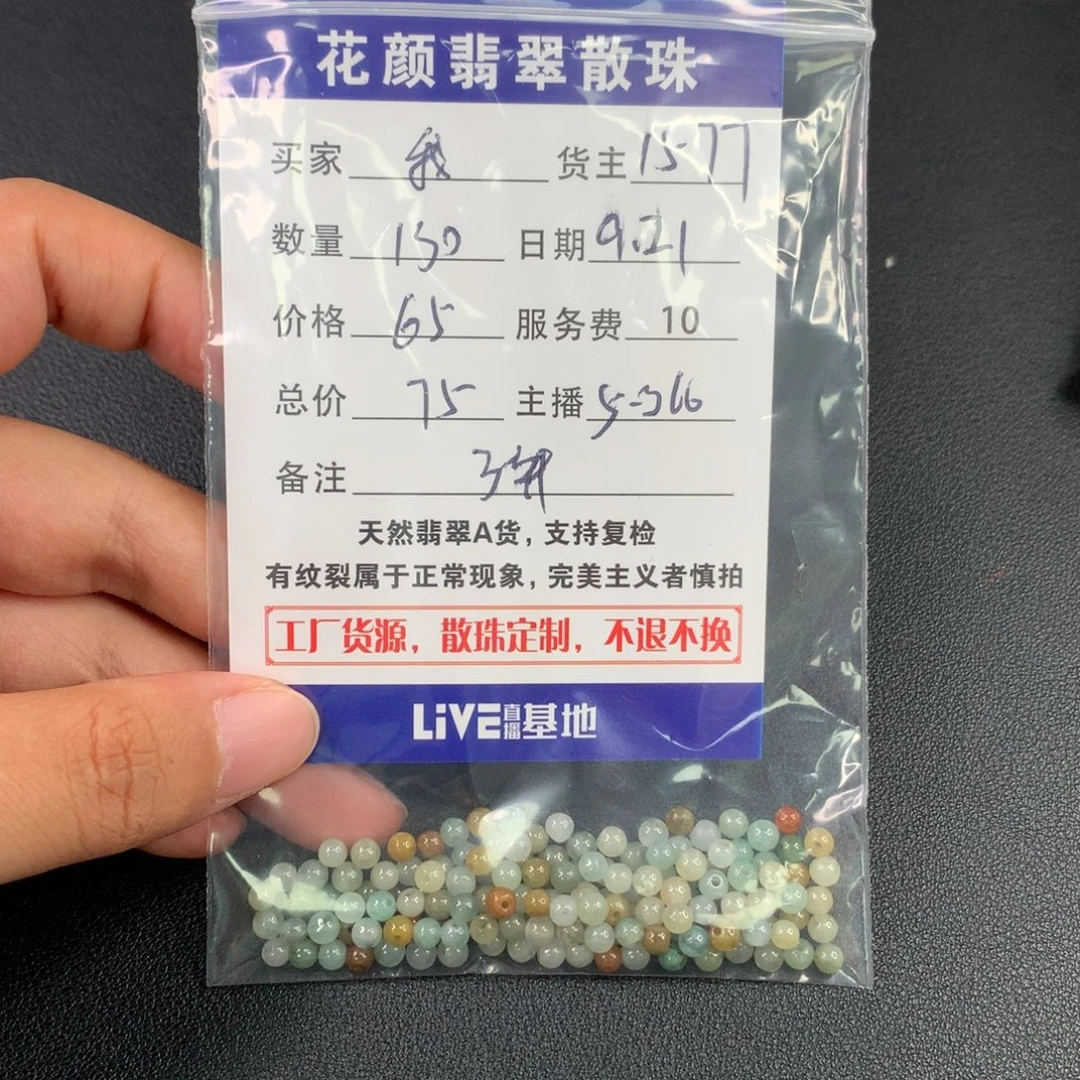 花颜翡翠散珠
买家 我 货主 1577
数量 130 日期 9.21
价格 65 服务费 10
总价 75 主播 5-366
备注
天然翡翠A货，支持复检
有纹裂属于正常现象，完美主义者慎拍
工厂货源，散珠定制，不退不换
LiVE直播基地